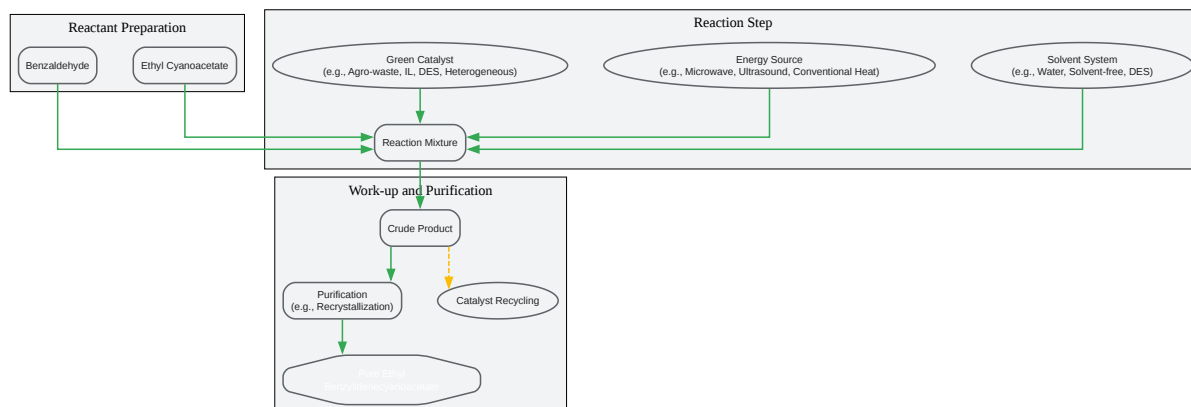 Reactant Preparation
Benzaldehyde
Ethyl Cyanoacetate
Reaction Step
Green Catalyst
(e.g., Agro-waste, IL, DES, Heterogeneous)
Energy Source
(e.g., Microwave, Ultrasound, Conventional Heat)
Solvent System
(e.g., Water, Solvent-free, DES)
Reaction Mixture
Work-up and Purification
Crude Product
Purification
(e.g., Recrystallization)
Catalyst Recycling
Pure Ethyl
Benzylidenecyanoacetate